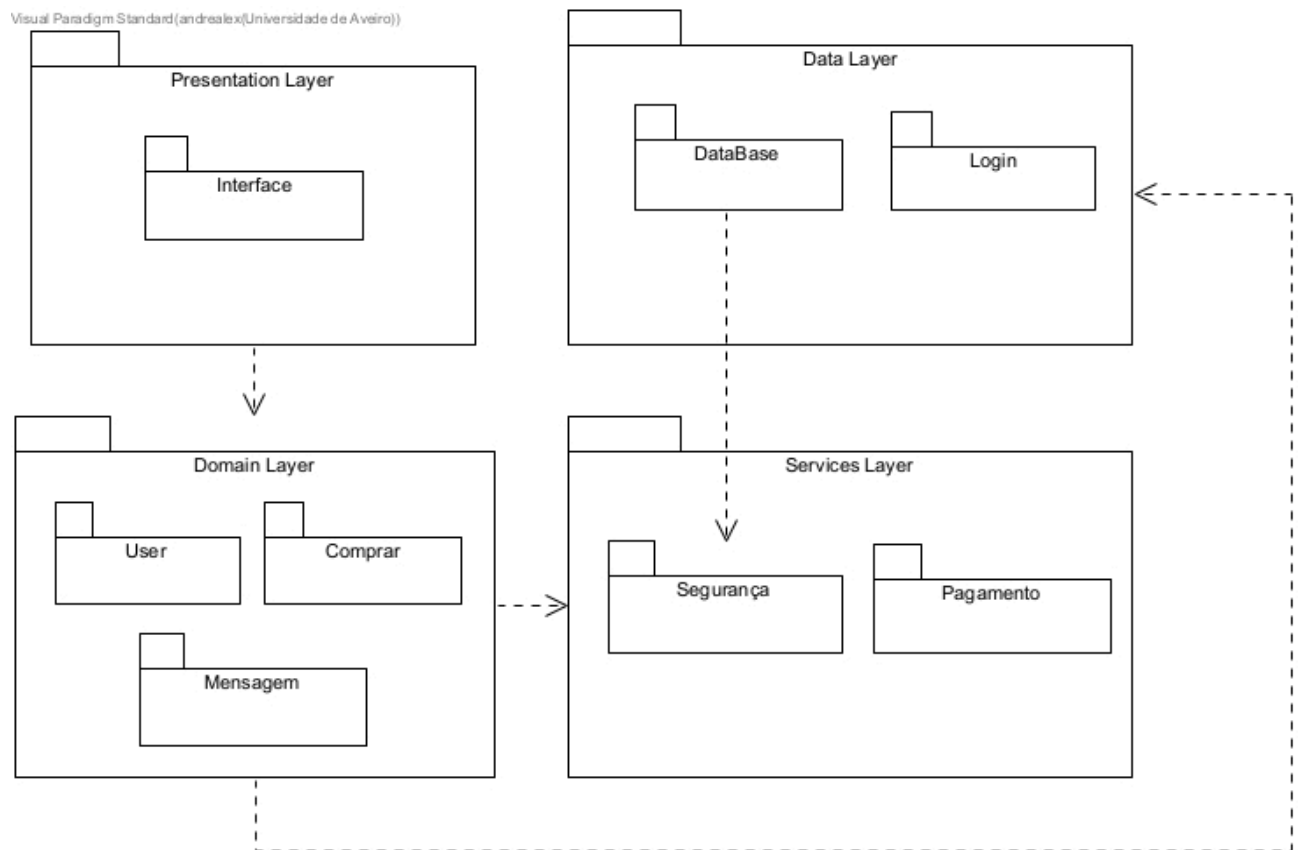 Visual Paradigm Standard(andrealex(Universidade de Aveiro))
Presentation Layer
Interface
Data Layer
DataBase
Login
Domain Layer
User
Comprar
Mensagem
Services Layer
Segurança
Pagamento